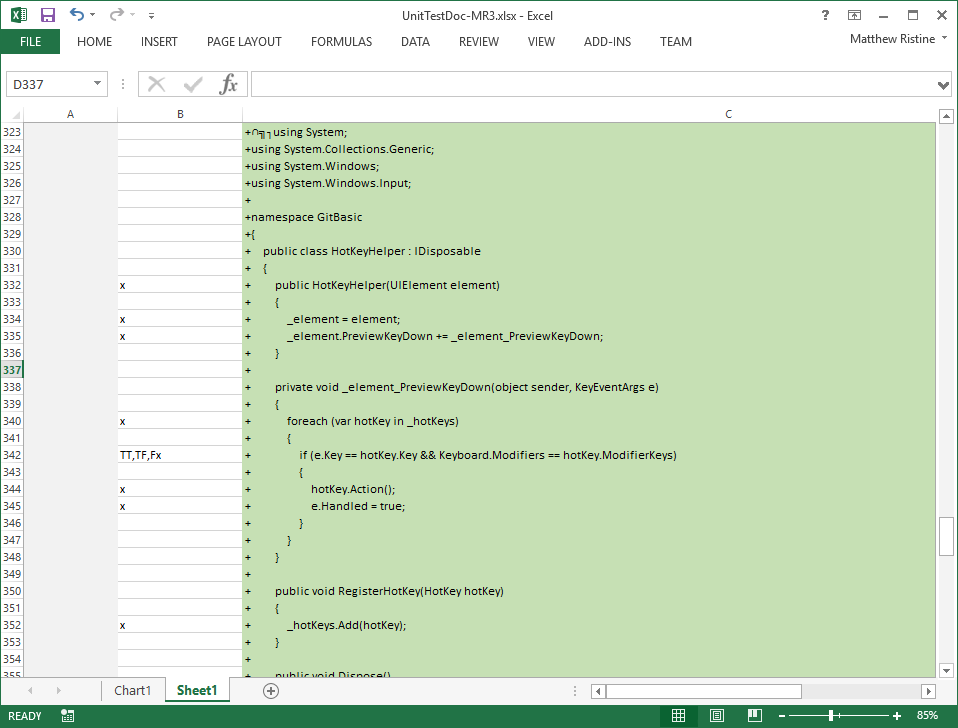 UnitTestDoc-MR3.xlsx - Excel
?
FILE HOME INSERT PAGE LAYOUT FORMULAS DATA REVIEW VIEW ADD-INS TEAM Matthew Ristine
D337 fx
A B C
323 +∩╗┐using System;
324 +using System.Collections.Generic;
325 +using System.Windows;
326 +using System.Windows.Input;
327 +
328 +namespace GitBasic
329 +{
330 + public class HotKeyHelper : IDisposable
331 + {
332 x + public HotKeyHelper(UIElement element)
333 + {
334 x + _element = element;
335 x + _element.PreviewKeyDown += _element_PreviewKeyDown;
336 + }
337 +
338 + private void _element_PreviewKeyDown(object sender, KeyEventArgs e)
339 + {
340 x + foreach (var hotKey in _hotKeys)
341 + {
342 TT,TF,Fx + if (e.Key == hotKey.Key && Keyboard.Modifiers == hotKey.ModifierKeys)
343 + {
344 x + hotKey.Action();
345 x + e.Handled = true;
346 + }
347 + }
348 + }
349 +
350 + public void RegisterHotKey(HotKey hotKey)
351 + {
352 x + _hotKeys.Add(hotKey);
353 + }
354 +
355 + public void Dispose()
Chart1 Sheet1
READY 85%